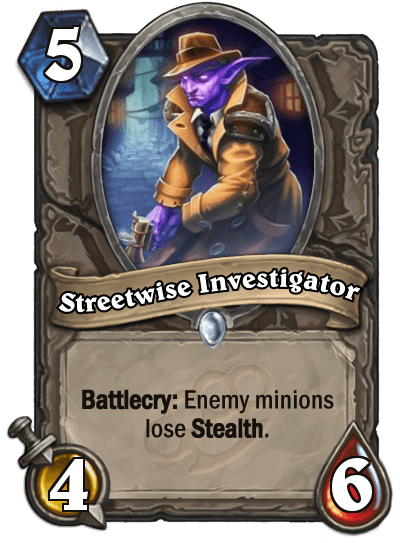 5
Streetwise Investigator
Battlecry: Enemy minions
lose Stealth.
4
6